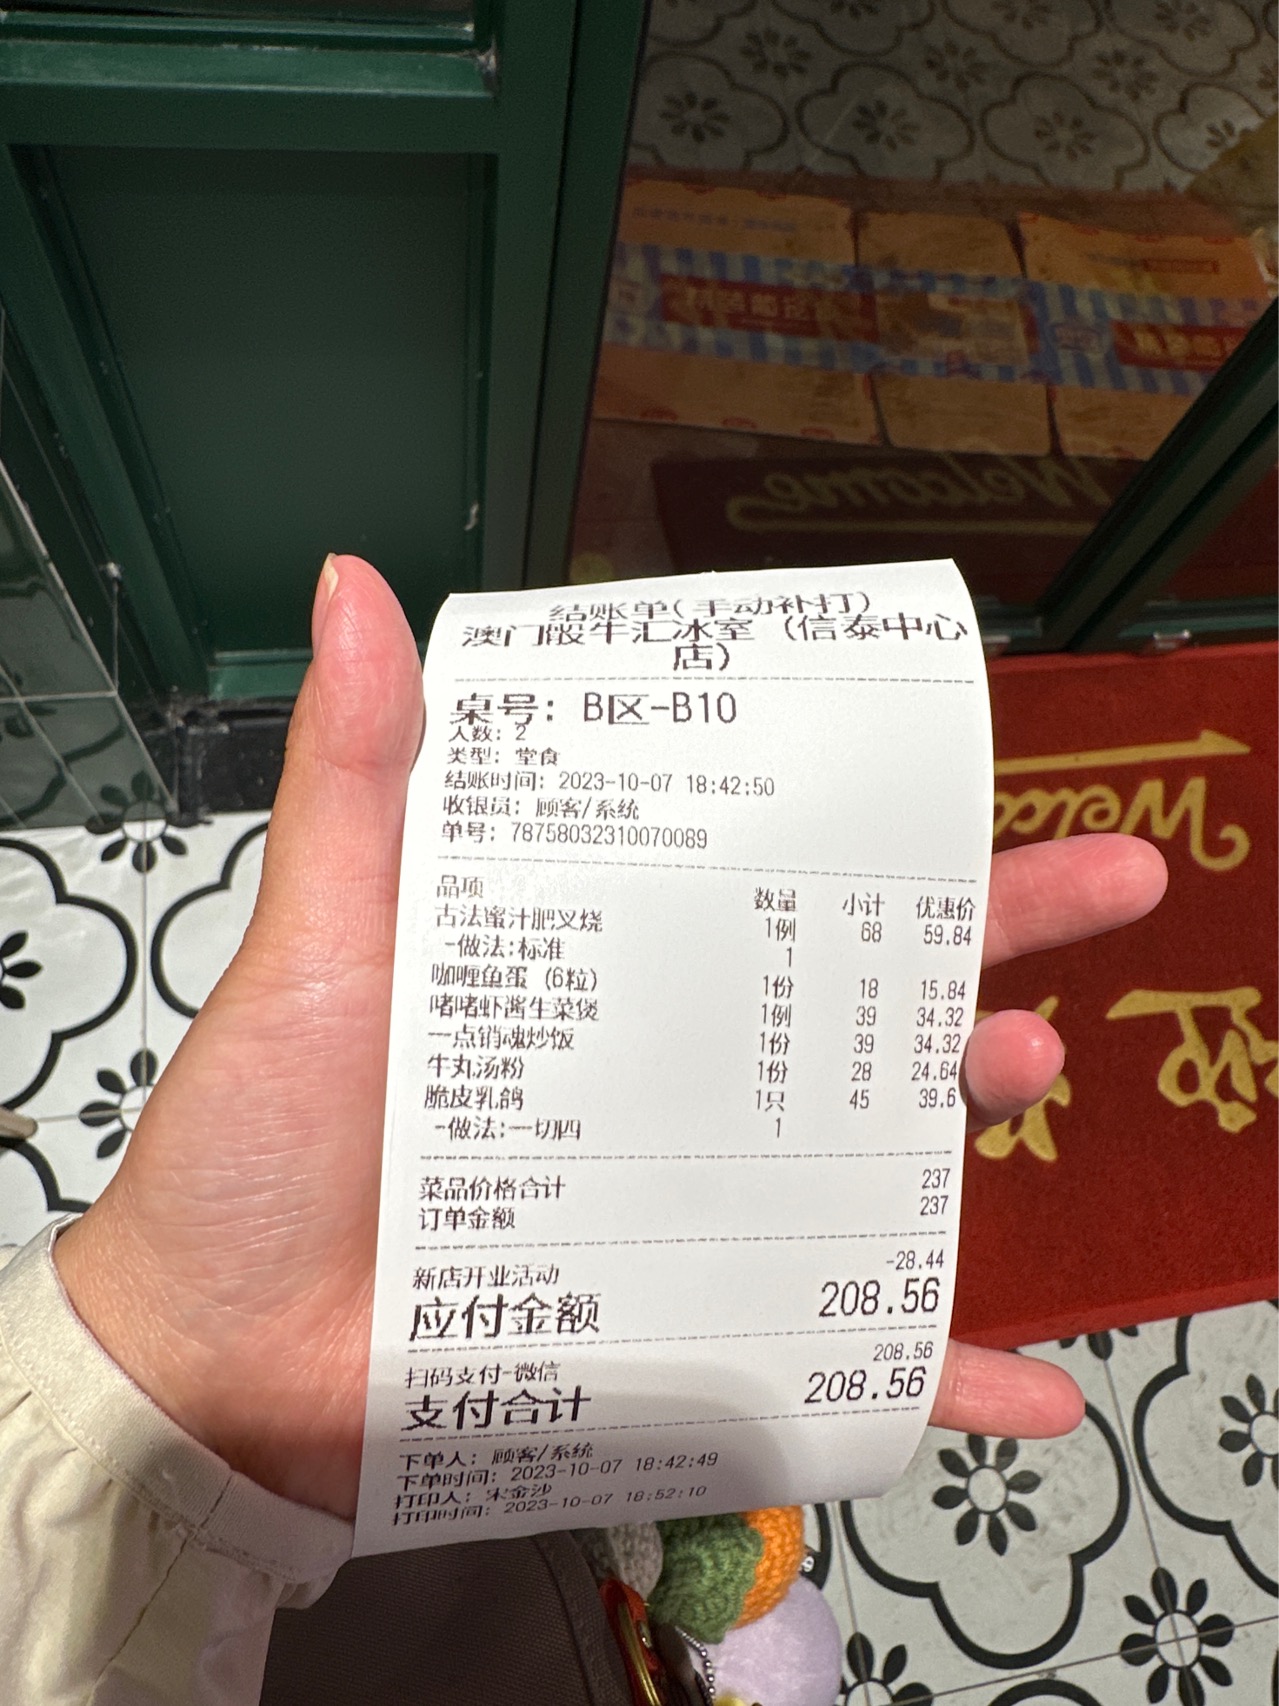 结账单(手动补打)
澳门骰牛汇冰室（信泰中心
店）
桌号：B区-B10
人数：2
类型：堂食
结账时间：2023-10-07 18:42:50
收银员：顾客/系统
单号：78758032310070089
品项 数量 小计 优惠价
古法蜜汁肥叉烧 1例 68 59.84
-做法:标准 1
咖喱鱼蛋（6粒） 1份 18 15.84
啫啫虾酱生菜煲 1例 39 34.32
一点销魂炒饭 1份 39 34.32
牛丸汤粉 1份 28 24.64
脆皮乳鸽 1只 45 39.6
-做法:一切四 1
菜品价格合计 237
订单金额 237
新店开业活动 -28.44
应付金额 208.56
扫码支付-微信 208.56
支付合计 208.56
下单人：顾客/系统
下单时间：2023-10-07 18:42:49
打印人：宋金沙
打印时间：2023-10-07 18:52:10
Welcome